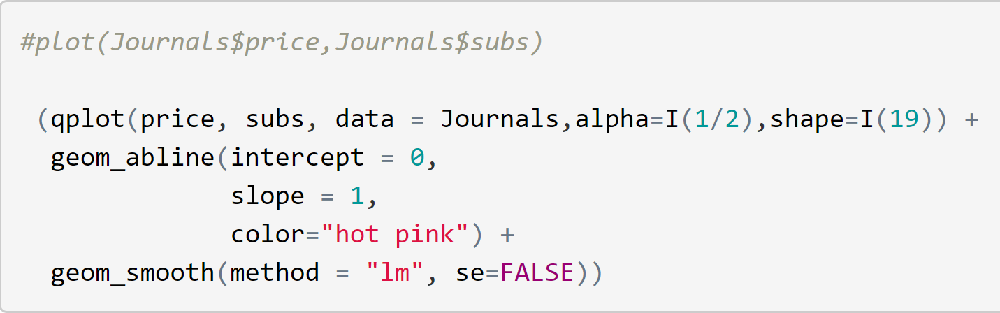 #plot(Journals$price,Journals$subs)
(qplot(price, subs, data = Journals,alpha=I(1/2),shape=I(19)) +
geom_abline(intercept = 0,
slope = 1,
color="hot pink") +
geom_smooth(method = "lm", se=FALSE))